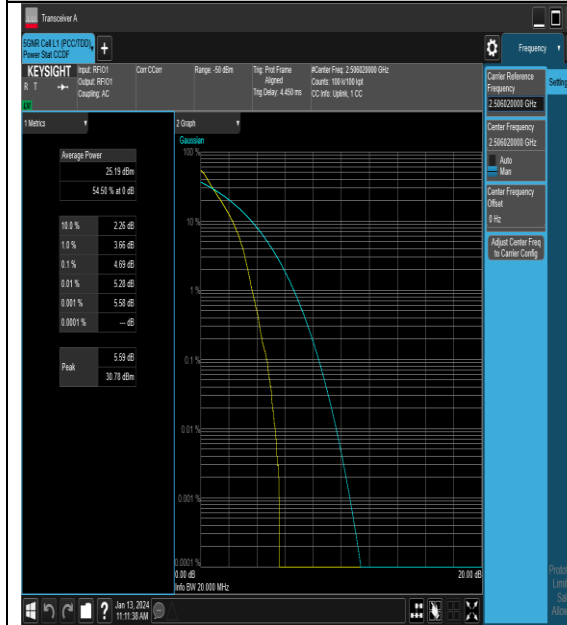 Transceiver A
5GNR Cell L1 (PCC/TDD)
Power Stat CCDF
+
Frequency
KEYSIGHT
R T
LV
Input: RFIO1
Output: RFIO1
Coupling: AC
Corr CCorr
Range: -50 dBm
Trig: Prot Frame
Aligned
Trig Delay: 4.450 ms
#Center Freq: 2.506020000 GHz
Counts: 100 k/100 kpt
CC Info: Uplink, 1 CC
Carrier Reference
Frequency
2.506020000 GHz
Setting
Center Frequency
2.506020000 GHz
Auto
Man
Center Frequency
Offset
0 Hz
Adjust Center Freq
to Carrier Config
1 Metrics
Average Power
25.19 dBm
54.50 % at 0 dB
10.0 % 2.26 dB
1.0 % 3.66 dB
0.1 % 4.69 dB
0.01 % 5.28 dB
0.001 % 5.58 dB
0.0001 % --- dB
Peak 5.59 dB
30.78 dBm
2 Graph
Gaussian
100 %
10 %
1 %
0.1 %
0.01 %
0.001 %
0.0001 %
0.00 dB
20.00 dB
Info BW 20.000 MHz
Jan 13, 2024
11:11:38 AM
?